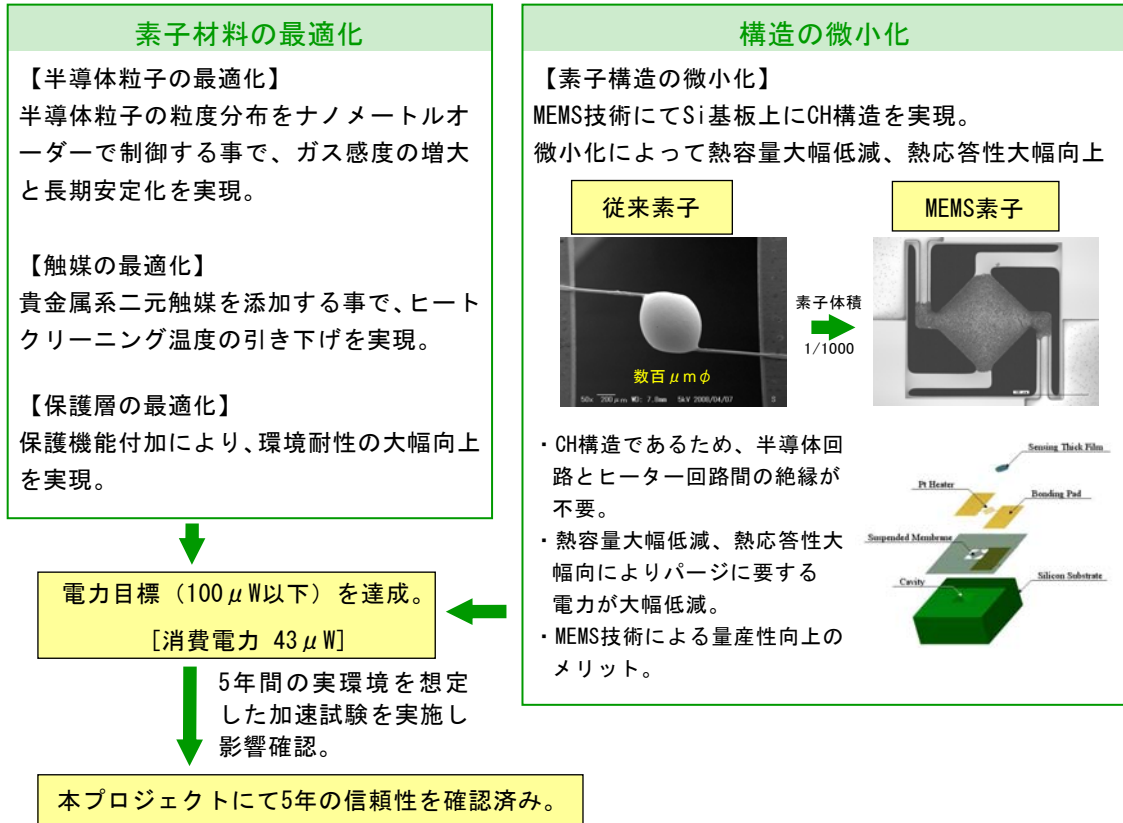 素子材料の最適化
【半導体粒子の最適化】
半導体粒子の粒度分布をナノメートルオ
ーダーで制御する事で、ガス感度の増大
と長期安定化を実現。
【触媒の最適化】
貴金属系二元触媒を添加する事で、ヒート
クリーニング温度の引き下げを実現。
【保護層の最適化】
保護機能付加により、環境耐性の大幅向上
を実現。
構造の微小化
【素子構造の微小化】
MEMS技術にてSi基板上にCH構造を実現。
微小化によって熱容量大幅低減、熱応答性大幅向上
従来素子
MEMS素子
数百μmφ
50x 200μm WD: 7.8mm 5kV 2008/04/07 S
素子体積
1/1000
・CH構造であるため、半導体回
路とヒーター回路間の絶縁が
不要。
・熱容量大幅低減、熱応答性大
幅向によりパージに要する
電力が大幅低減。
・MEMS技術による量産性向上の
メリット。
Sensing Thick Film
Pt Heater
Bonding Pad
Suspended Membrane
Cavity
Silicon Substrate
電力目標（100μW以下）を達成。
[消費電力 43μW]
5年間の実環境を想定
した加速試験を実施し
影響確認。
本プロジェクトにて5年の信頼性を確認済み。